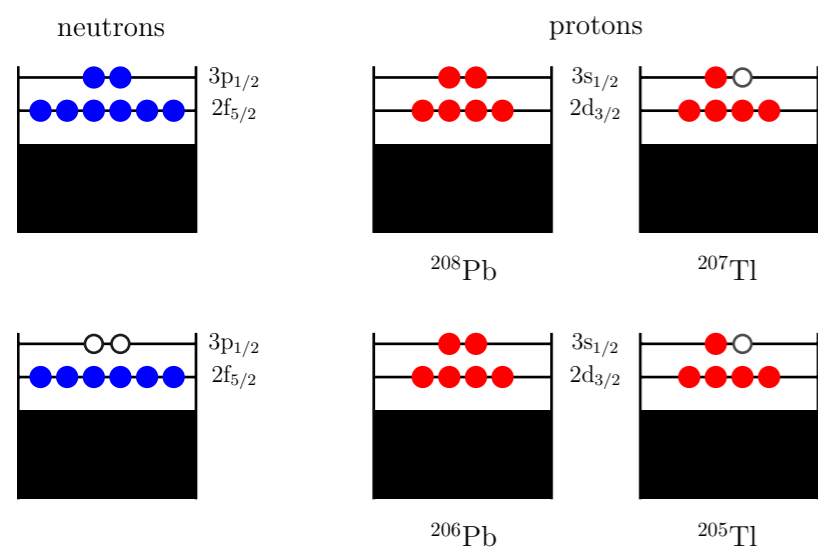 neutrons
protons
3p1/2
3s1/2
2f5/2
2d3/2
208Pb
207Tl
3p1/2
3s1/2
2f5/2
2d3/2
206Pb
205Tl